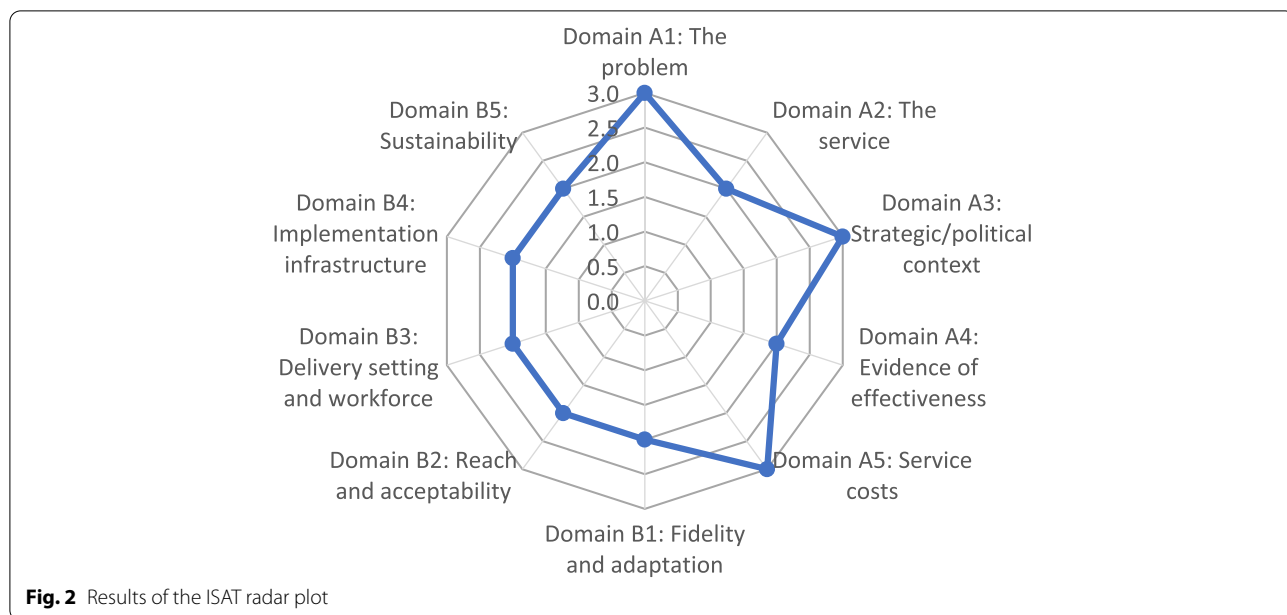 Domain A1: The
problem
Domain A2: The
service
Domain A3:
Strategic/political
context
Domain A4:
Evidence of
effectiveness
Domain A5: Service
costs
Domain B1: Fidelity
and adaptation
Domain B2: Reach
and acceptability
Domain B3:
Delivery setting
and workforce
Domain B4:
Implementation
infrastructure
Domain B5:
Sustainability
3.0
2.5
2.0
1.5
1.0
0.5
0.0
Fig. 2 Results of the ISAT radar plot